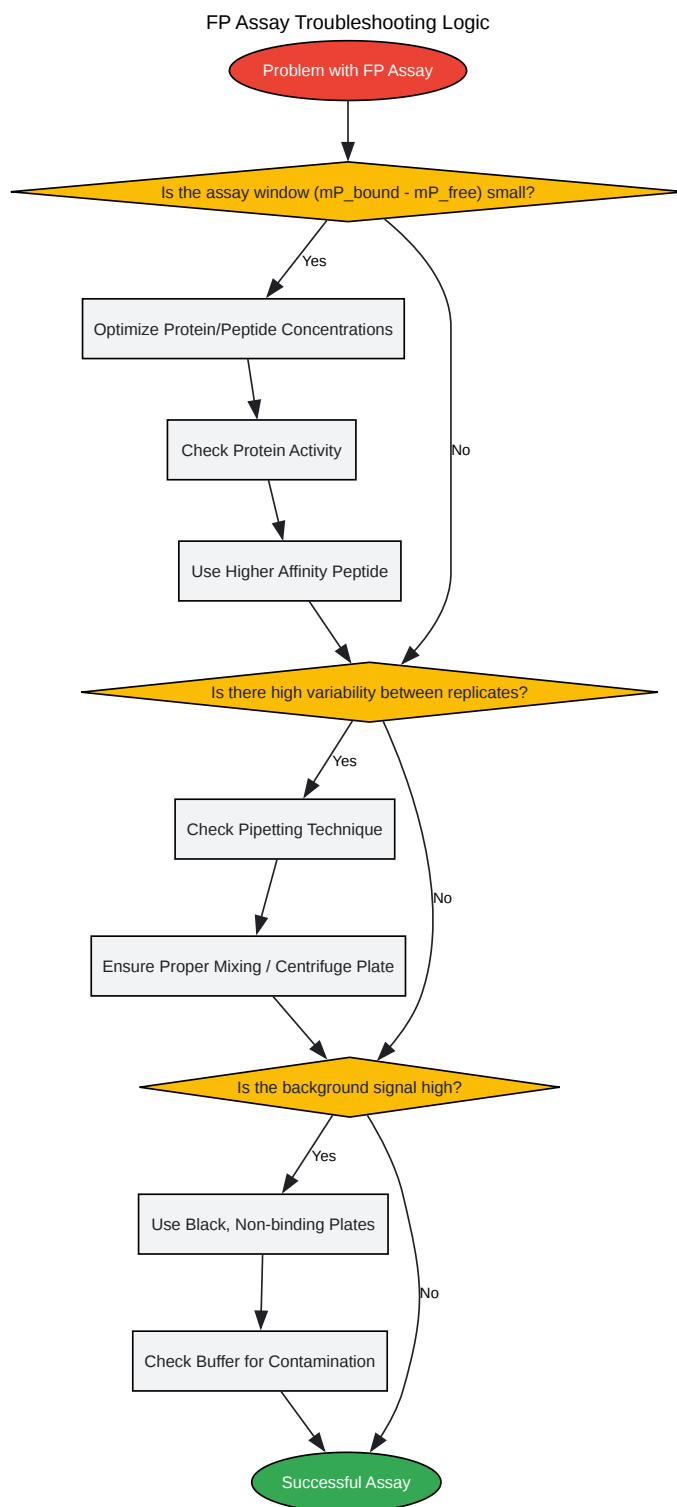 FP Assay Troubleshooting Logic
Problem with FP Assay
Is the assay window (mP_bound - mP_free) small?
Yes
Optimize Protein/Peptide Concentrations
Check Protein Activity
No
Use Higher Affinity Peptide
Is there high variability between replicates?
Yes
Check Pipetting Technique
No
Ensure Proper Mixing / Centrifuge Plate
Is the background signal high?
Yes
Use Black, Non-binding Plates
No
Check Buffer for Contamination
Successful Assay